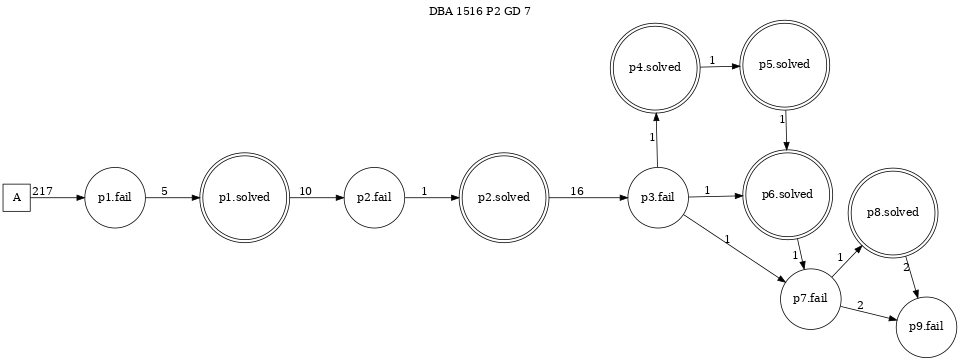 DBA 1516 P2 GD 7
p4.solved
1
p5.solved
1
1
A
217
p1.fail
5
p1.solved
10
p2.fail
1
p2.solved
16
p3.fail
1
p6.solved
p8.solved
1
1
1
2
p7.fail
2
p9.fail